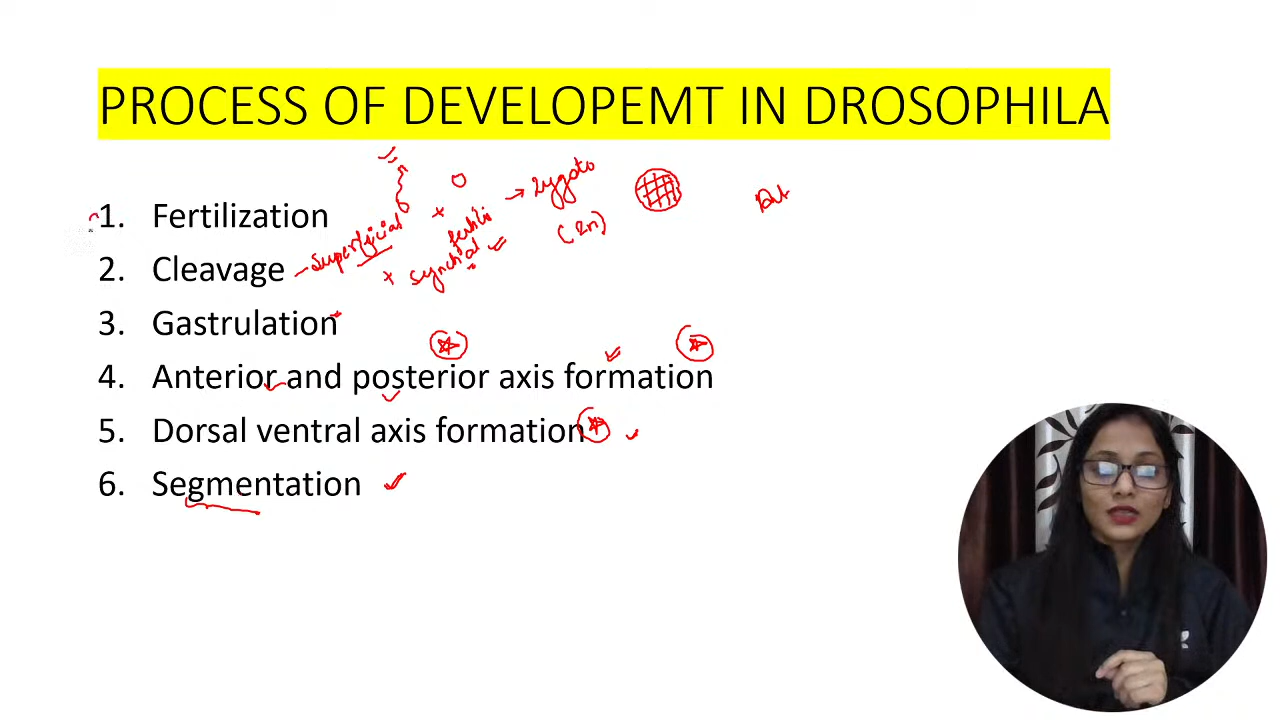 PROCESS OF DEVELOPEMT IN DROSOPHILA
1. Fertilization
2. Cleavage
3. Gastrulation
4. Anterior and posterior axis formation
5. Dorsal ventral axis formation
6. Segmentation
O
+
→ Zygote
(2n)
Superficial
+